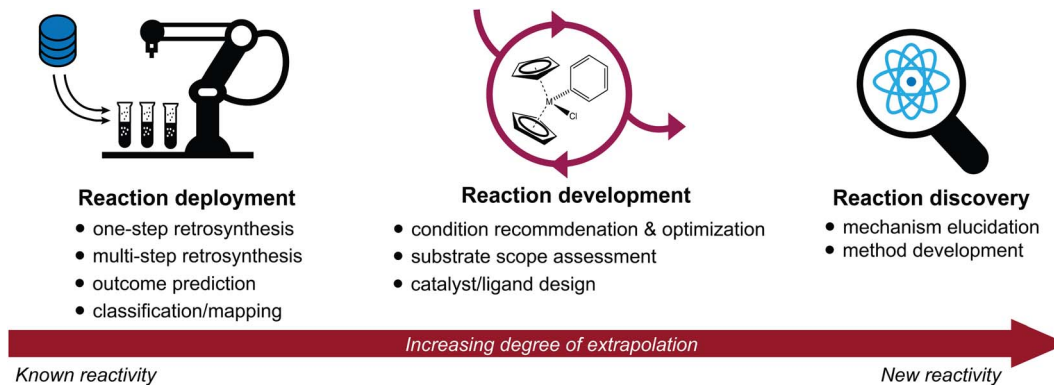 M
Cl
Reaction deployment
• one-step retrosynthesis
• multi-step retrosynthesis
• outcome prediction
• classification/mapping
Reaction development
• condition recommdenation & optimization
• substrate scope assessment
• catalyst/ligand design
Reaction discovery
• mechanism elucidation
• method development
Increasing degree of extrapolation
Known reactivity
New reactivity